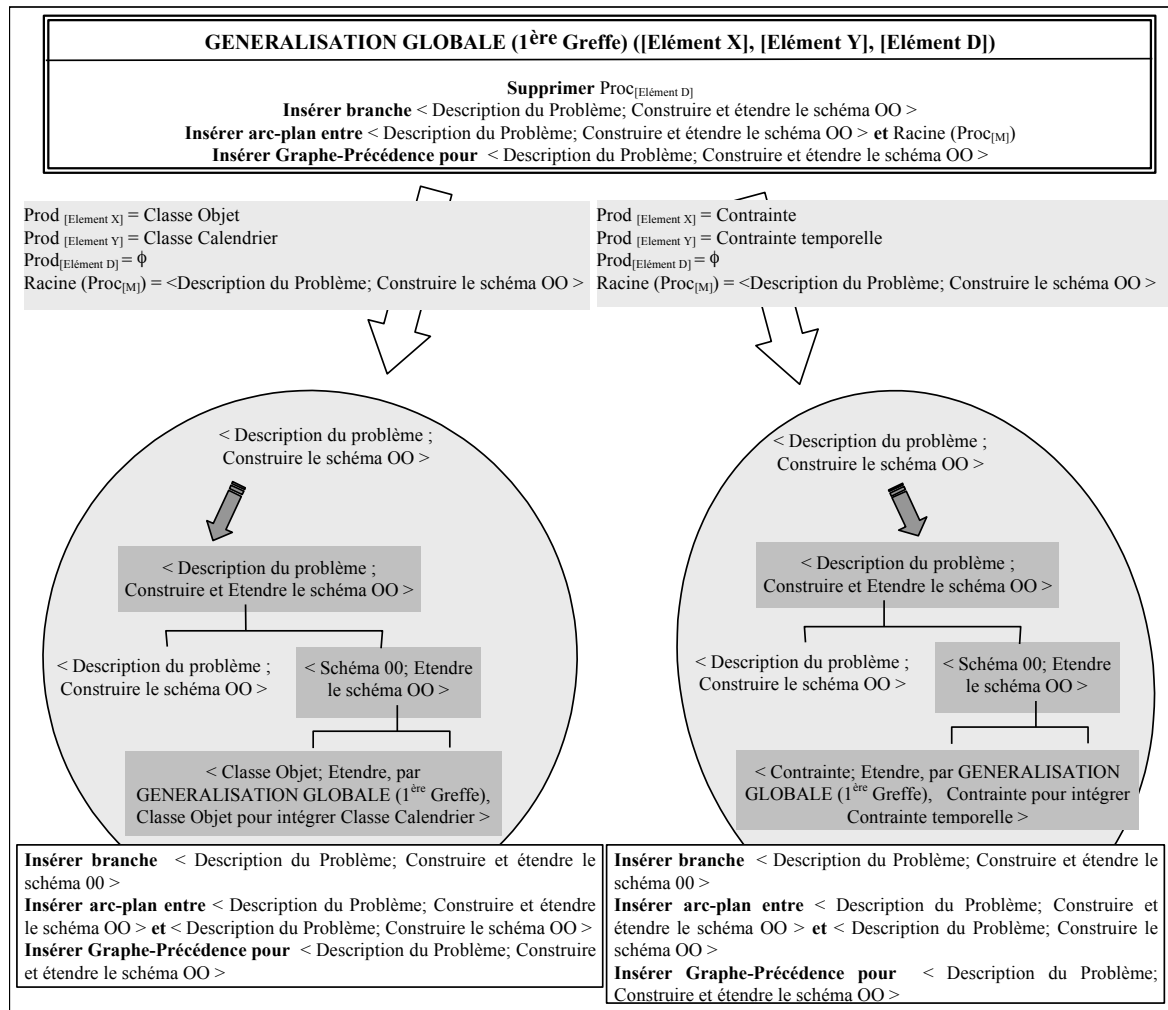 GENERALISATION GLOBALE (1ère Greffe) ([Elément X], [Elément Y], [Elément D])
Supprimer Proc[Elément D]
Insérer branche < Description du Problème; Construire et étendre le schéma OO >
Insérer arc-plan entre < Description du Problème; Construire et étendre le schéma OO > et Racine (Proc[M])
Insérer Graphe-Précédence pour < Description du Problème; Construire et étendre le schéma OO >
Prod [Element X] = Classe Objet
Prod [Element Y] = Classe Calendrier
Prod[Elément D] = ϕ
Racine (Proc[M]) = <Description du Problème; Construire le schéma OO >
Prod [Element X] = Contrainte
Prod [Element Y] = Contrainte temporelle
Prod[Elément D] = ϕ
Racine (Proc[M]) = <Description du Problème; Construire le schéma OO >
< Description du problème ;
Construire le schéma OO >
< Description du problème ;
Construire et Etendre le schéma OO >
< Description du problème ;
Construire le schéma OO >
< Schéma 00; Etendre
le schéma OO >
< Classe Objet; Etendre, par
GENERALISATION GLOBALE (1ère Greffe),
Classe Objet pour intégrer Classe Calendrier >
Insérer branche < Description du Problème; Construire et étendre le
schéma 00 >
Insérer arc-plan entre < Description du Problème; Construire et étendre
le schéma OO > et < Description du Problème; Construire le schéma OO >
Insérer Graphe-Précédence pour < Description du Problème; Construire
et étendre le schéma OO >
< Description du problème ;
Construire le schéma OO >
< Description du problème ;
Construire et Etendre le schéma OO >
< Description du problème ;
Construire le schéma OO >
< Schéma 00; Etendre
le schéma OO >
< Contrainte; Etendre, par GENERALISATION
GLOBALE (1ère Greffe), Contrainte pour intégrer
Contrainte temporelle >
Insérer branche < Description du Problème; Construire et étendre le
schéma 00 >
Insérer arc-plan entre < Description du Problème; Construire et
étendre le schéma OO > et < Description du Problème; Construire le
schéma OO >
Insérer Graphe-Précédence pour < Description du Problème;
Construire et étendre le schéma OO >